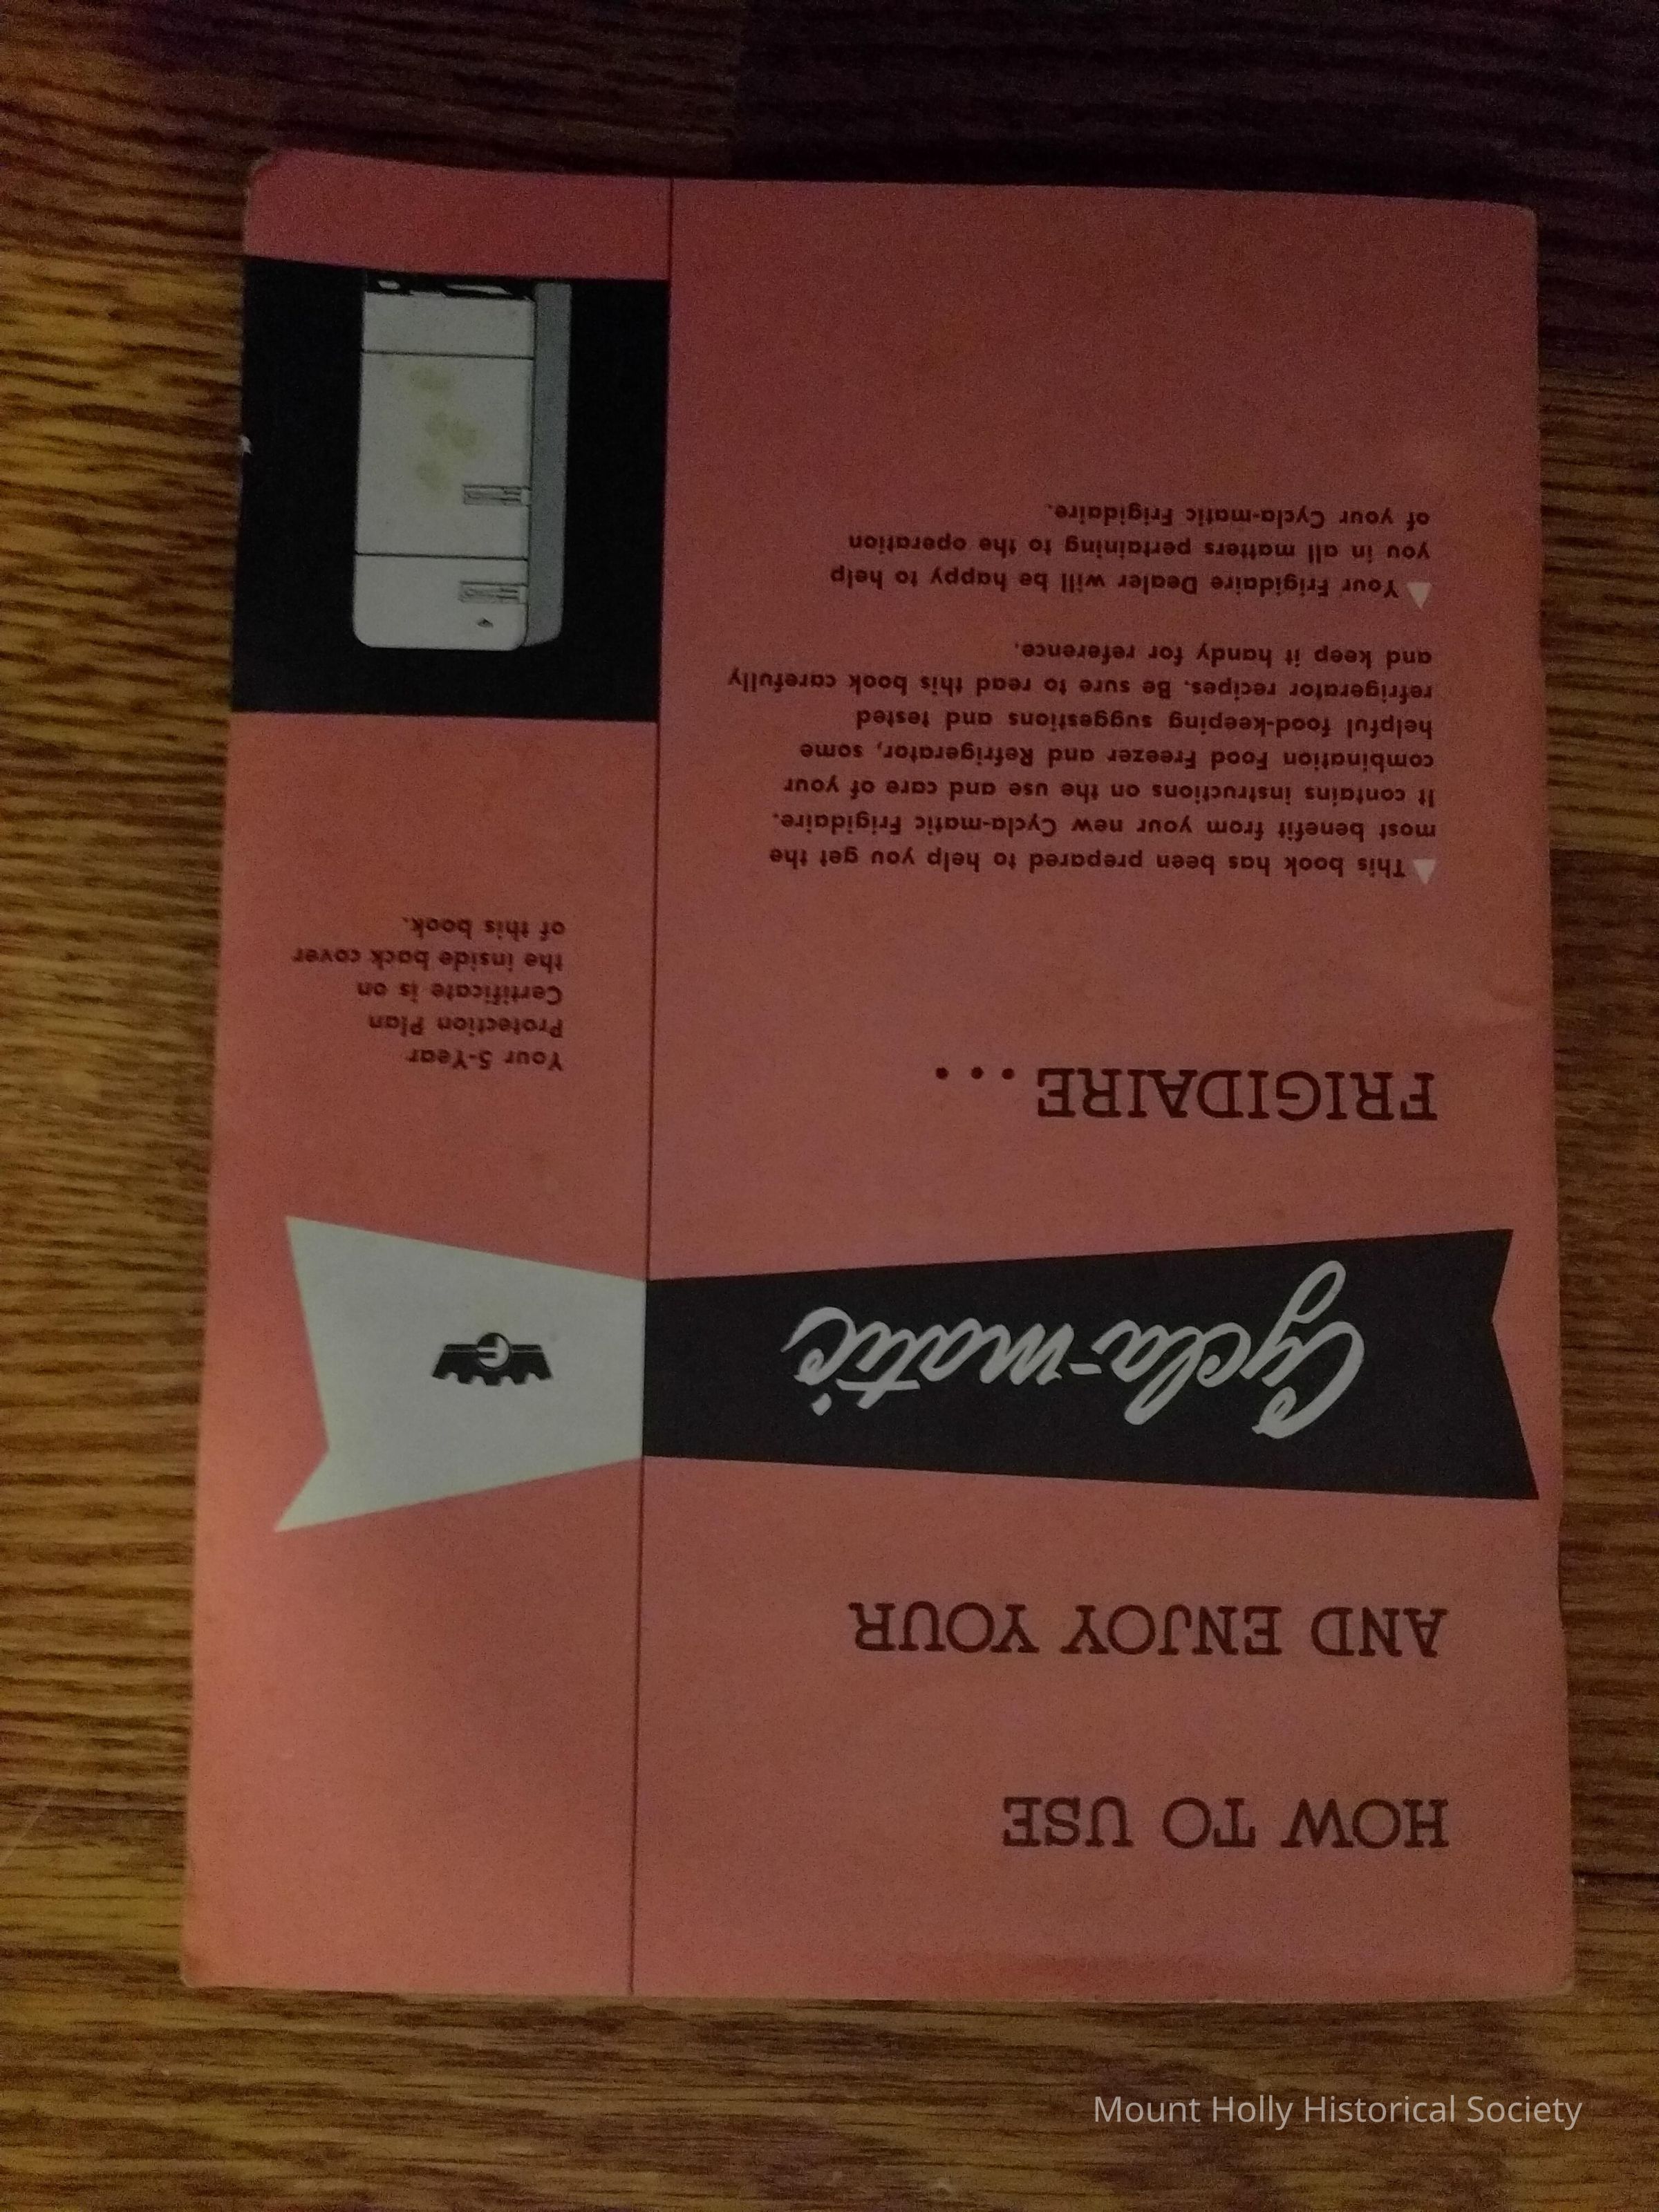 HOW TO USE
AND ENJOY YOUR
Cycla-matic
FRIGIDAIRE...
This book has been prepared to help you get the
most benefit from your new Cycla-matic Frigidaire.
It contains instructions on the use and care of your
combination Food Freezer and Refrigerator, some
helpful food-keeping suggestions and tested
refrigerator recipes. Be sure to read this book carefully
and keep it handy for reference.
Your Frigidaire Dealer will be happy to help
you in all matters pertaining to the operation
of your Cycla-matic Frigidaire.
F
Your 5-Year
Protection Plan
Certificate is on
the inside back cover
of this book.
Mount Holly Historical Society